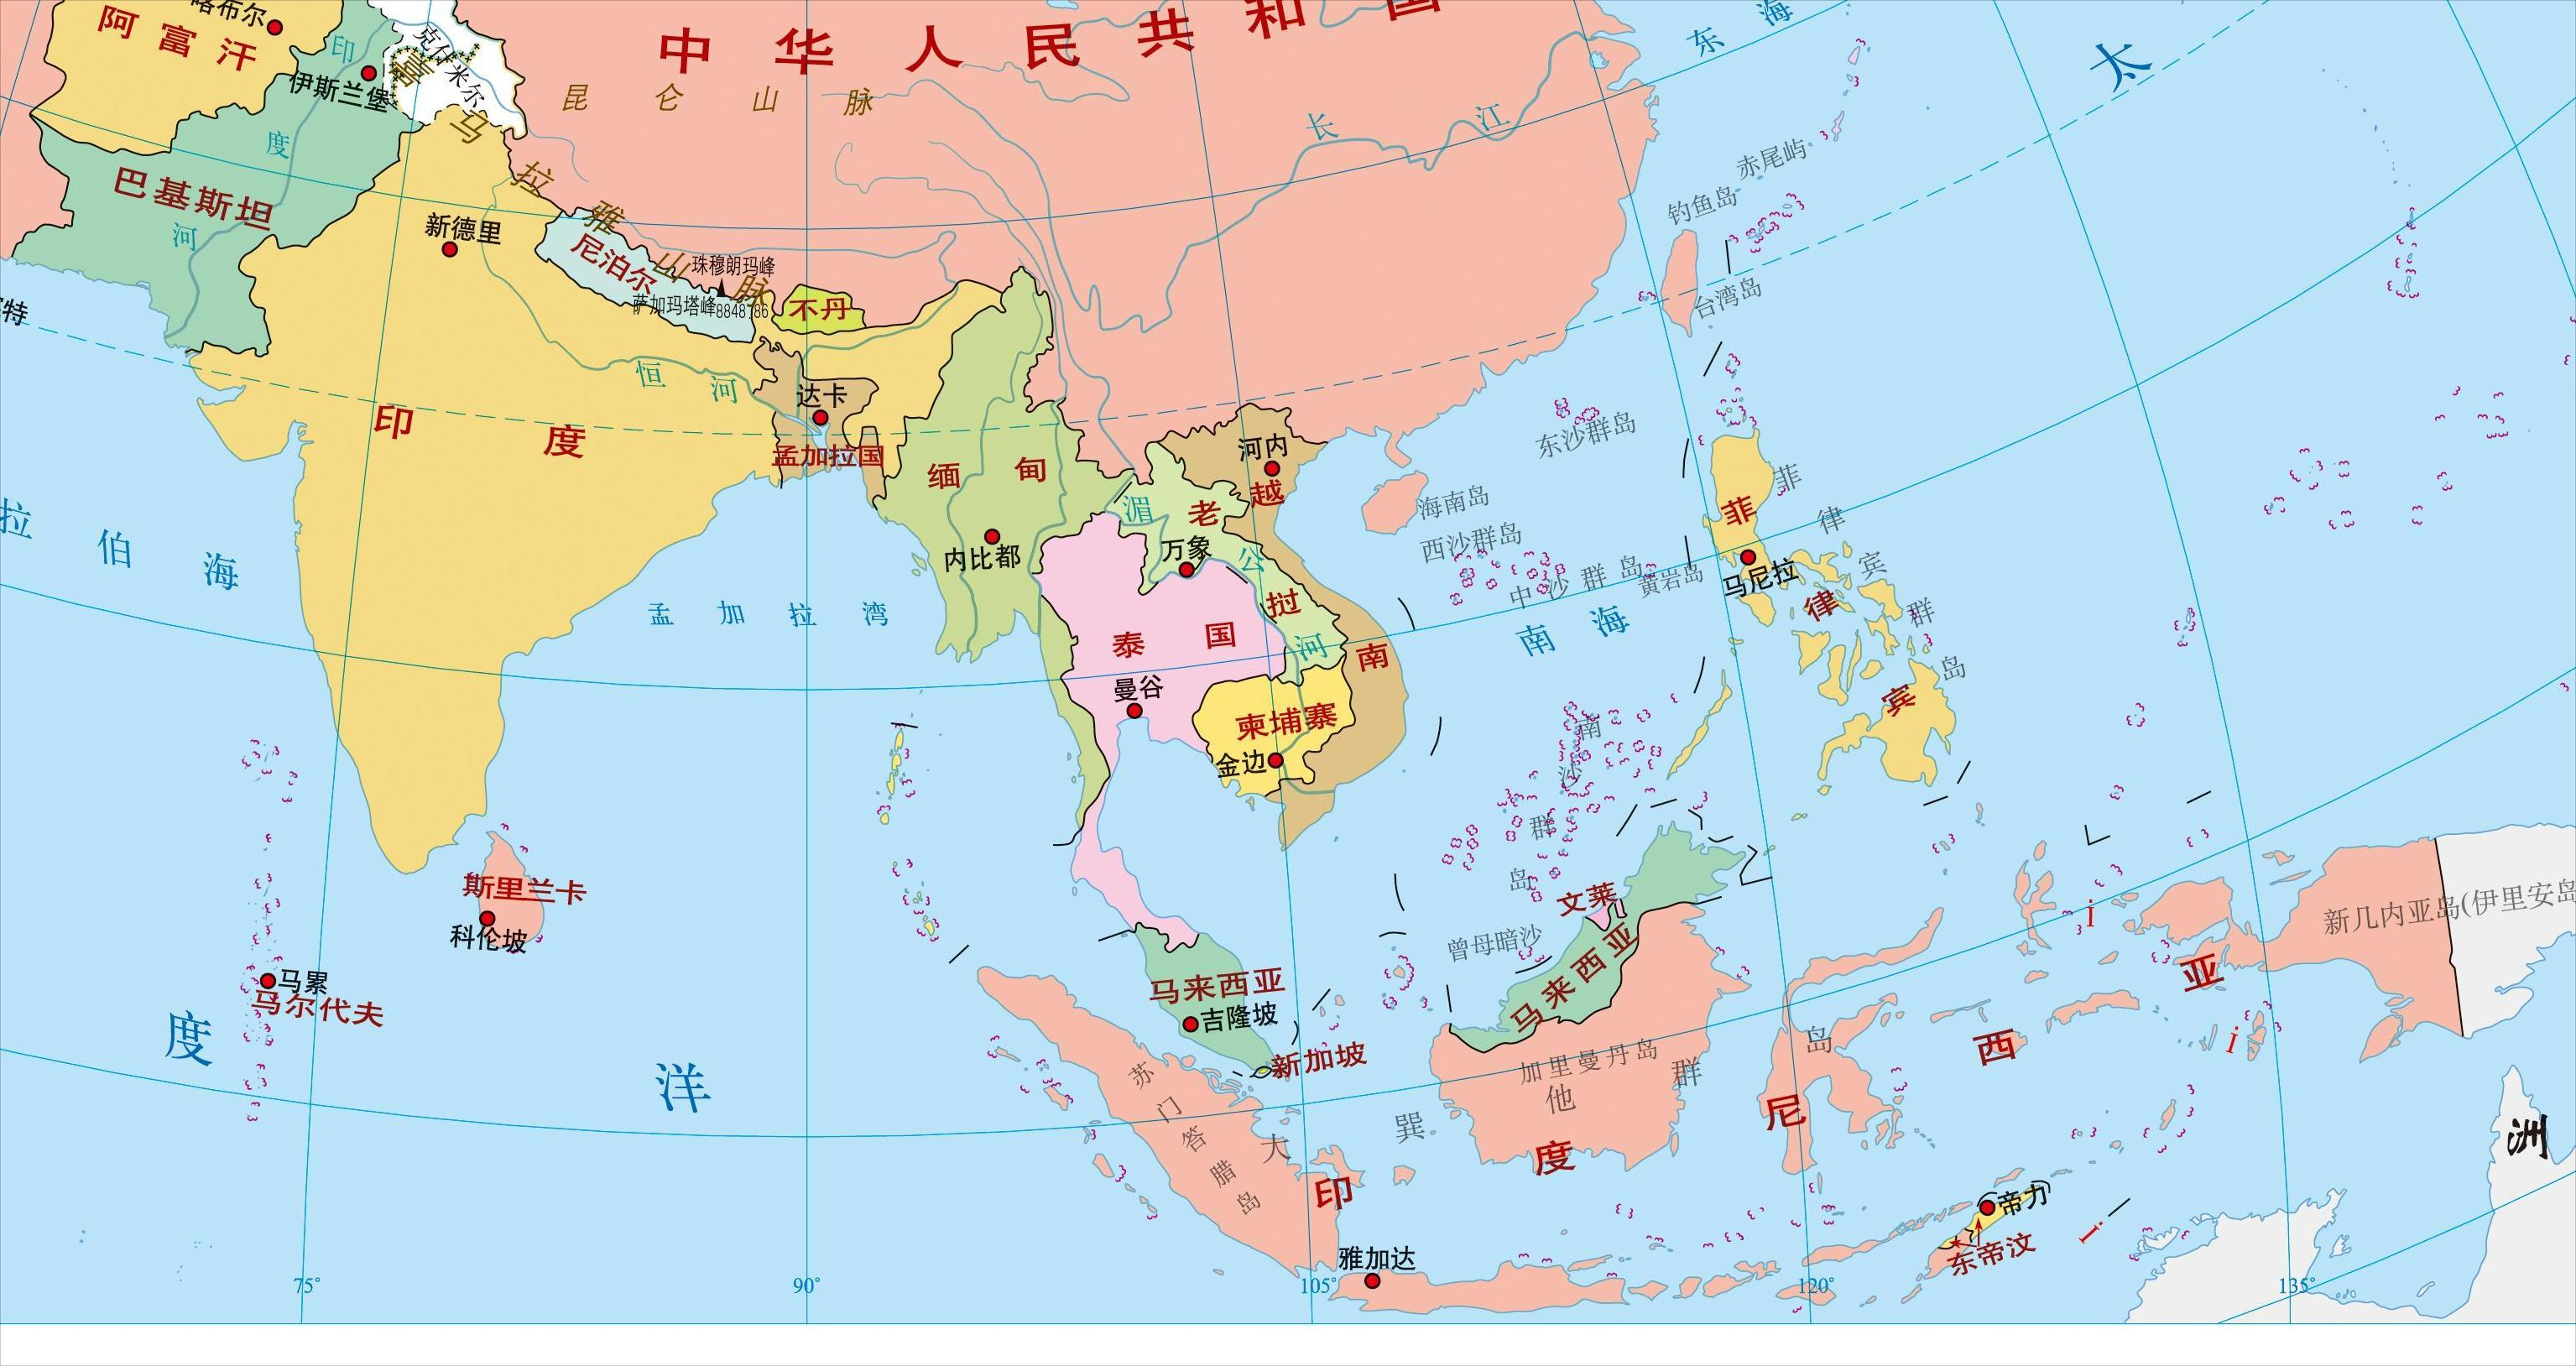 阿富汗
喀布尔
伊斯兰堡
克什米尔
中华人民共和国
东海
太
印度河
喜马拉雅山脉
昆仑山脉
长江
巴基斯坦
新德里
尼泊尔
珠穆朗玛峰
萨加玛塔峰8848.86
不丹
钓鱼岛
赤尾屿
台湾岛
特
恒河
达卡
孟加拉国
印度
缅甸
内比都
河内
越南
老挝
万象
湄公河
海南岛
东沙群岛
西沙群岛
中沙群岛
黄岩岛
南海
菲律宾
菲律宾群岛
马尼拉
拉伯海
孟加拉湾
泰国
曼谷
柬埔寨
金边
南沙群岛
斯里兰卡
科伦坡
马累
马尔代夫
文莱
曾母暗沙
马来西亚
马来西亚
吉隆坡
新加坡
新几内亚岛(伊里安岛
度洋
苏门答腊岛
加里曼丹岛
大巽他群岛
印度尼西亚
雅加达
帝力
东帝汶
洲
75°
90°
105°
120°
135°